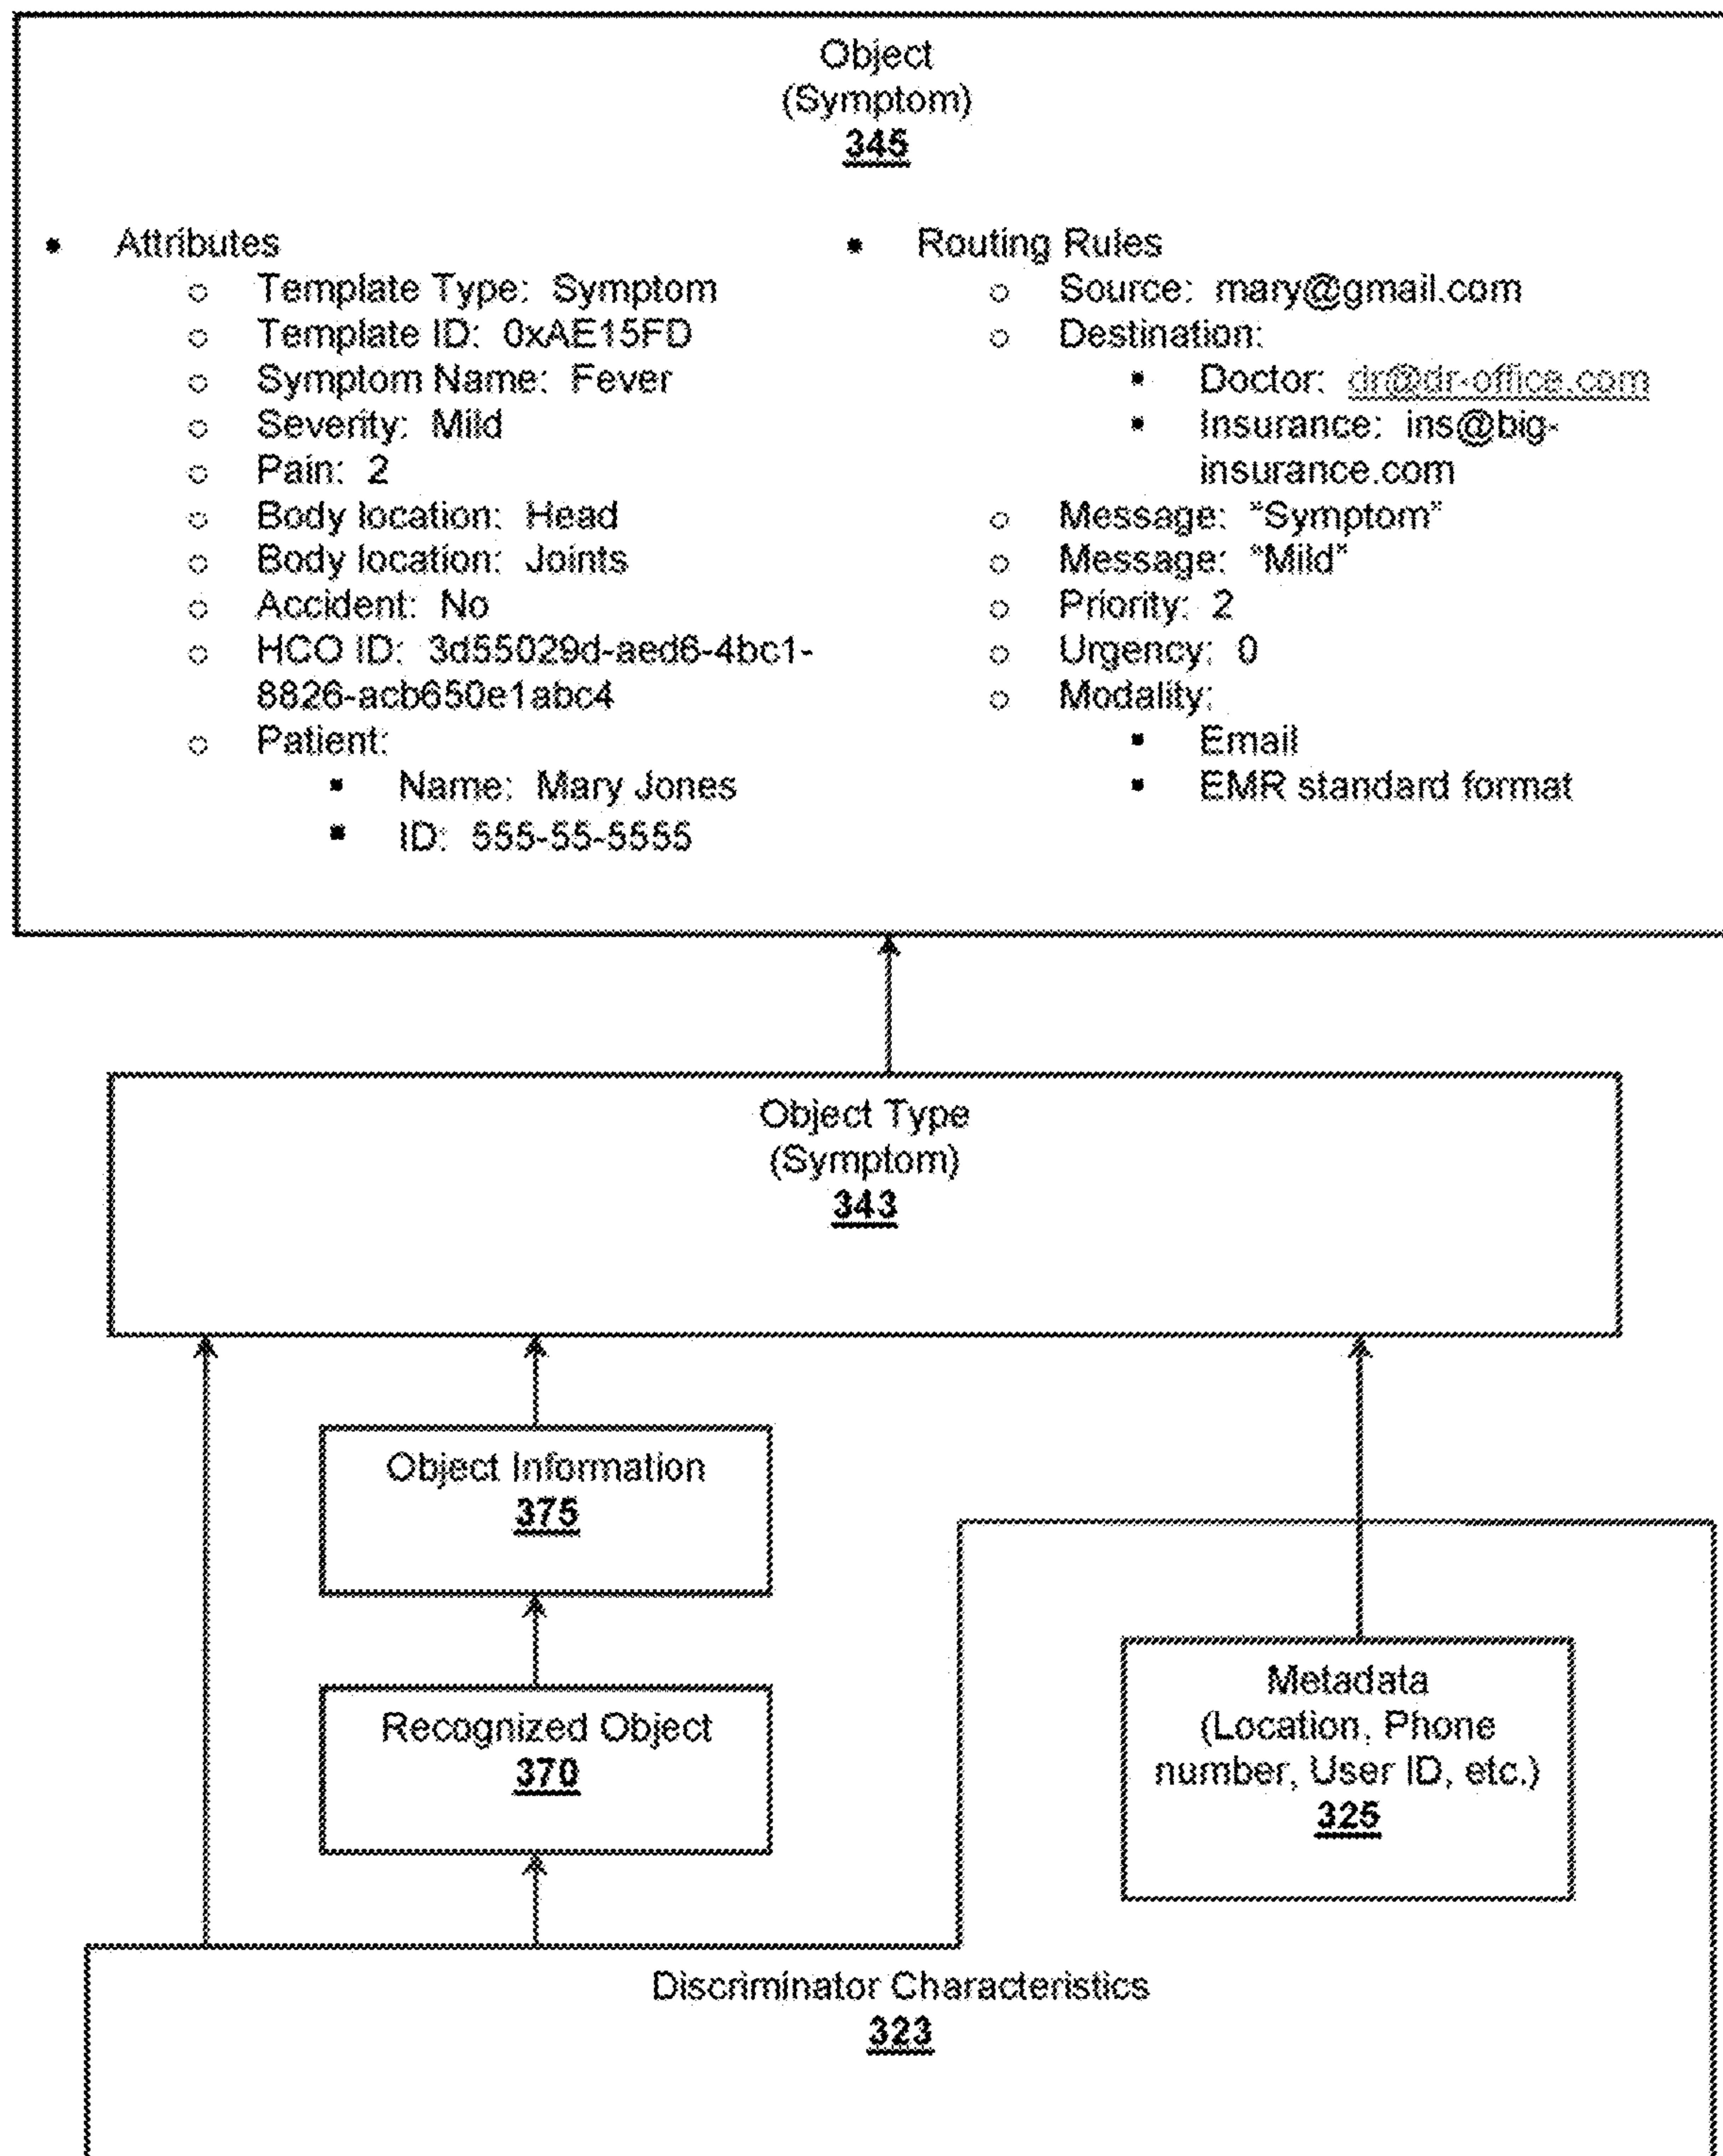 Object
(Symptom)
345
• Attributes
○ Template Type: Symptom
○ Template ID: 0xAE15FD
○ Symptom Name: Fever
○ Severity: Mild
○ Pain: 2
○ Body location: Head
○ Body location: Joints
○ Accident: No
○ HCO ID: 3d55029d-aed6-4bc1-
8826-acb650e1abc4
○ Patient:
▪ Name: Mary Jones
▪ ID: 555-55-5555
• Routing Rules
○ Source: mary@gmail.com
○ Destination:
▪ Doctor: dr@dr-office.com
▪ Insurance: ins@big-
insurance.com
○ Message: "Symptom"
○ Message: "Mild"
○ Priority: 2
○ Urgency: 0
○ Modality:
▪ Email
▪ EMR standard format
Object Type
(Symptom)
343
Object Information
375
Recognized Object
370
Metadata
(Location, Phone
number, User ID, etc.)
325
Discriminator Characteristics
323